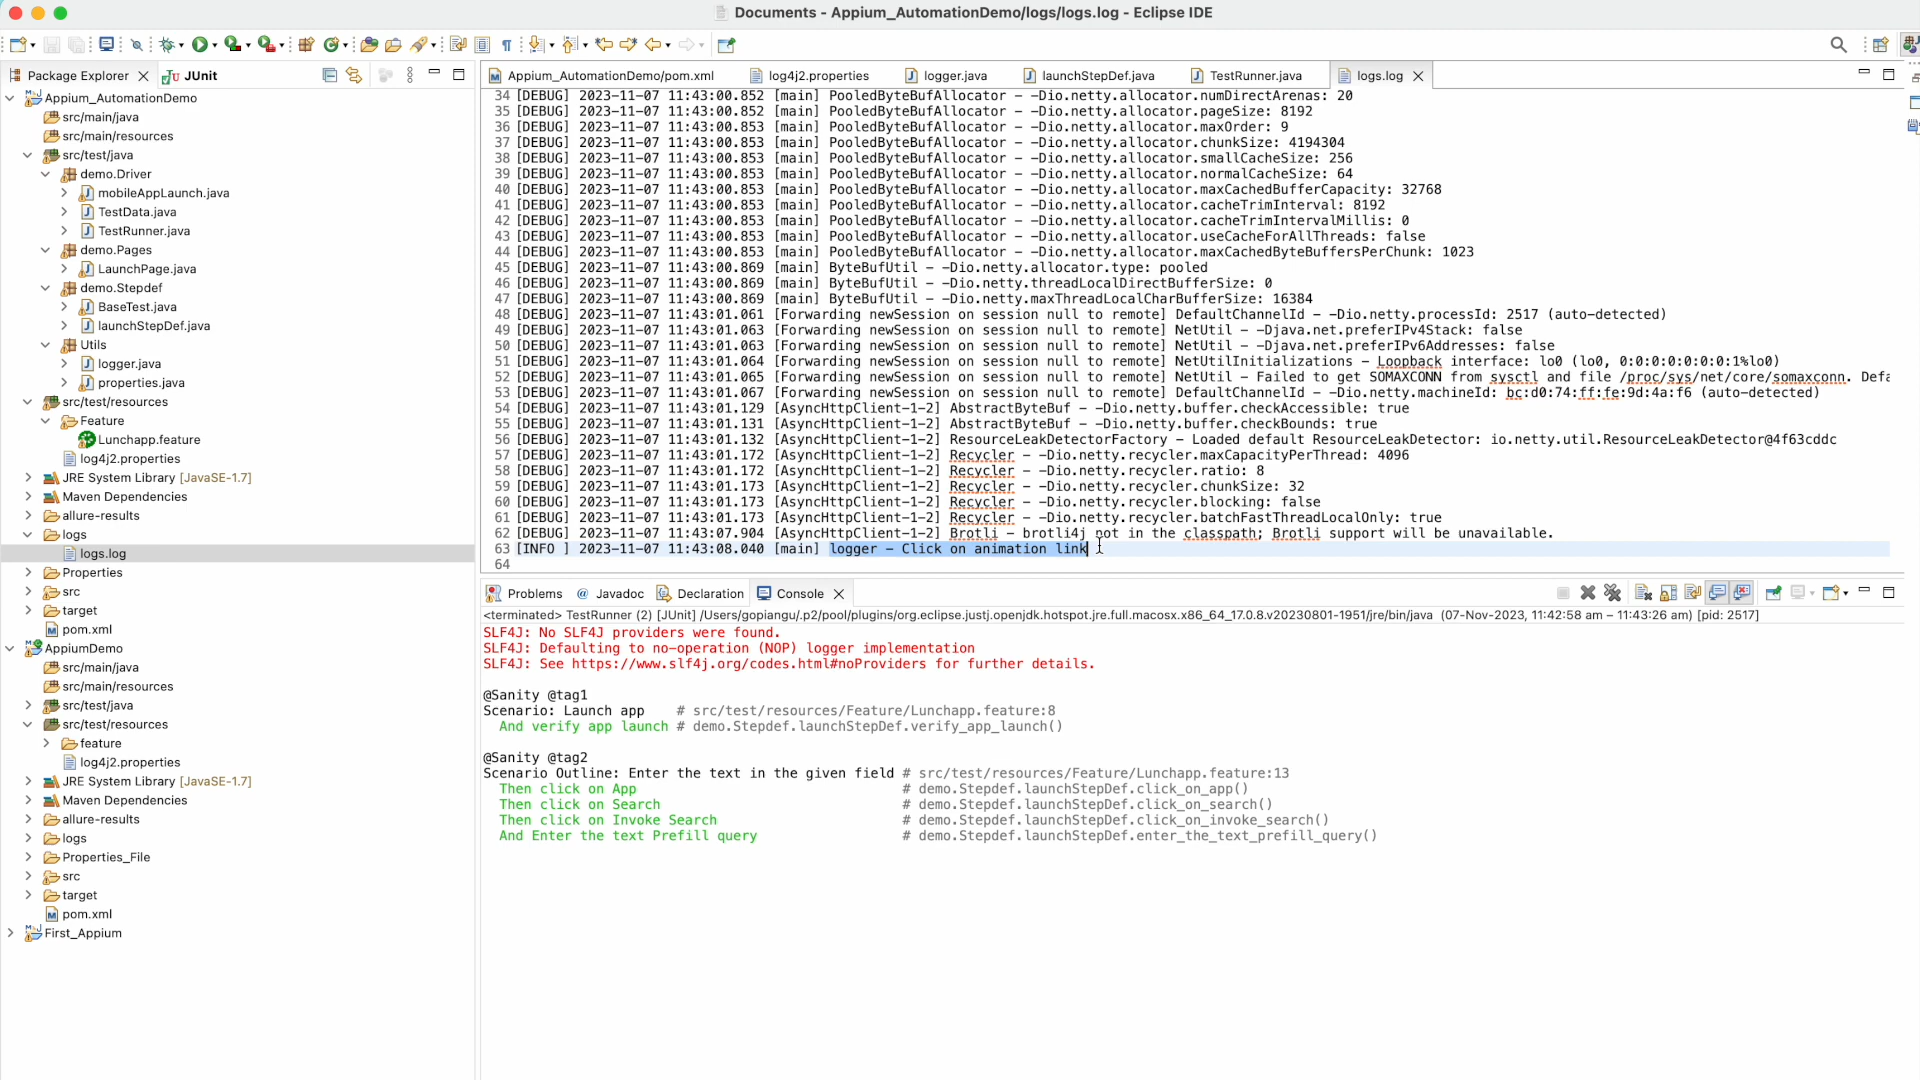 Documents - Appium_AutomationDemo/logs/logs.log - Eclipse IDE
Package Explorer
JUnit
Appium_AutomationDemo
src/main/java
src/main/resources
src/test/java
demo.Driver
mobileAppLaunch.java
TestData.java
TestRunner.java
demo.Pages
LaunchPage.java
demo.Stepdef
BaseTest.java
launchStepDef.java
Utils
logger.java
properties.java
src/test/resources
Feature
Lunchapp.feature
log4j2.properties
JRE System Library [JavaSE-1.7]
Maven Dependencies
allure-results
logs
logs.log
Properties
src
target
pom.xml
AppiumDemo
src/main/java
src/main/resources
src/test/java
src/test/resources
feature
log4j2.properties
JRE System Library [JavaSE-1.7]
Maven Dependencies
allure-results
logs
Properties_File
src
target
pom.xml
First_Appium
Appium_AutomationDemo/pom.xml log4j2.properties logger.java launchStepDef.java TestRunner.java logs.log
34 [DEBUG] 2023-11-07 11:43:00.852 [main] PooledByteBufAllocator - -Dio.netty.allocator.numDirectArenas: 20
35 [DEBUG] 2023-11-07 11:43:00.852 [main] PooledByteBufAllocator - -Dio.netty.allocator.pageSize: 8192
36 [DEBUG] 2023-11-07 11:43:00.852 [main] PooledByteBufAllocator - -Dio.netty.allocator.maxOrder: 9
37 [DEBUG] 2023-11-07 11:43:00.853 [main] PooledByteBufAllocator - -Dio.netty.allocator.chunkSize: 4194304
38 [DEBUG] 2023-11-07 11:43:00.853 [main] PooledByteBufAllocator - -Dio.netty.allocator.smallCacheSize: 256
39 [DEBUG] 2023-11-07 11:43:00.853 [main] PooledByteBufAllocator - -Dio.netty.allocator.normalCacheSize: 64
40 [DEBUG] 2023-11-07 11:43:00.853 [main] PooledByteBufAllocator - -Dio.netty.allocator.maxCachedBufferCapacity: 32768
41 [DEBUG] 2023-11-07 11:43:00.853 [main] PooledByteBufAllocator - -Dio.netty.allocator.cacheTrimInterval: 8192
42 [DEBUG] 2023-11-07 11:43:00.853 [main] PooledByteBufAllocator - -Dio.netty.allocator.cacheTrimIntervalMillis: 0
43 [DEBUG] 2023-11-07 11:43:00.853 [main] PooledByteBufAllocator - -Dio.netty.allocator.useCacheForAllThreads: false
44 [DEBUG] 2023-11-07 11:43:00.853 [main] PooledByteBufAllocator - -Dio.netty.allocator.maxCachedByteBuffersPerChunk: 1023
45 [DEBUG] 2023-11-07 11:43:00.869 [main] ByteBufUtil - -Dio.netty.allocator.type: pooled
46 [DEBUG] 2023-11-07 11:43:00.869 [main] ByteBufUtil - -Dio.netty.threadLocalDirectBufferSize: 0
47 [DEBUG] 2023-11-07 11:43:00.869 [main] ByteBufUtil - -Dio.netty.maxThreadLocalCharBufferSize: 16384
48 [DEBUG] 2023-11-07 11:43:01.061 [Forwarding newSession on session null to remote] DefaultChannelId - -Dio.netty.processId: 2517 (auto-detected)
49 [DEBUG] 2023-11-07 11:43:01.063 [Forwarding newSession on session null to remote] NetUtil - -Djava.net.preferIPv4Stack: false
50 [DEBUG] 2023-11-07 11:43:01.063 [Forwarding newSession on session null to remote] NetUtil - -Djava.net.preferIPv6Addresses: false
51 [DEBUG] 2023-11-07 11:43:01.064 [Forwarding newSession on session null to remote] NetUtilInitializations - Loopback interface: lo0 (lo0, 0:0:0:0:0:0:0:1%lo0)
52 [DEBUG] 2023-11-07 11:43:01.065 [Forwarding newSession on session null to remote] NetUtil - Failed to get SOMAXCONN from sysctl and file /proc/sys/net/core/somaxconn. Defa
53 [DEBUG] 2023-11-07 11:43:01.067 [Forwarding newSession on session null to remote] DefaultChannelId - -Dio.netty.machineId: bc:d0:74:ff:fe:9d:4a:f6 (auto-detected)
54 [DEBUG] 2023-11-07 11:43:01.129 [AsyncHttpClient-1-2] AbstractByteBuf - -Dio.netty.buffer.checkAccessible: true
55 [DEBUG] 2023-11-07 11:43:01.131 [AsyncHttpClient-1-2] AbstractByteBuf - -Dio.netty.buffer.checkBounds: true
56 [DEBUG] 2023-11-07 11:43:01.132 [AsyncHttpClient-1-2] ResourceLeakDetectorFactory - Loaded default ResourceLeakDetector: io.netty.util.ResourceLeakDetector@4f63cddc
57 [DEBUG] 2023-11-07 11:43:01.172 [AsyncHttpClient-1-2] Recycler - -Dio.netty.recycler.maxCapacityPerThread: 4096
58 [DEBUG] 2023-11-07 11:43:01.172 [AsyncHttpClient-1-2] Recycler - -Dio.netty.recycler.ratio: 8
59 [DEBUG] 2023-11-07 11:43:01.173 [AsyncHttpClient-1-2] Recycler - -Dio.netty.recycler.chunkSize: 32
60 [DEBUG] 2023-11-07 11:43:01.173 [AsyncHttpClient-1-2] Recycler - -Dio.netty.recycler.blocking: false
61 [DEBUG] 2023-11-07 11:43:01.173 [AsyncHttpClient-1-2] Recycler - -Dio.netty.recycler.batchFastThreadLocalOnly: true
62 [DEBUG] 2023-11-07 11:43:07.904 [AsyncHttpClient-1-2] Brotli - brotli4j not in the classpath; Brotli support will be unavailable.
63 [INFO ] 2023-11-07 11:43:08.040 [main] logger - Click on animation link
64
Problems Javadoc Declaration Console
<terminated> TestRunner (2) [JUnit] /Users/gopiangu/.p2/pool/plugins/org.eclipse.justj.openjdk.hotspot.jre.full.macosx.x86_64_17.0.8.v20230801-1951/jre/bin/java (07-Nov-2023, 11:42:58 am – 11:43:26 am) [pid: 2517]
SLF4J: No SLF4J providers were found.
SLF4J: Defaulting to no-operation (NOP) logger implementation
SLF4J: See https://www.slf4j.org/codes.html#noProviders for further details.
@Sanity @tag1
Scenario: Launch app # src/test/resources/Feature/Lunchapp.feature:8
And verify app launch # demo.Stepdef.launchStepDef.verify_app_launch()
@Sanity @tag2
Scenario Outline: Enter the text in the given field # src/test/resources/Feature/Lunchapp.feature:13
Then click on App # demo.Stepdef.launchStepDef.click_on_app()
Then click on Search # demo.Stepdef.launchStepDef.click_on_search()
Then click on Invoke Search # demo.Stepdef.launchStepDef.click_on_invoke_search()
And Enter the text Prefill query # demo.Stepdef.launchStepDef.enter_the_text_prefill_query()